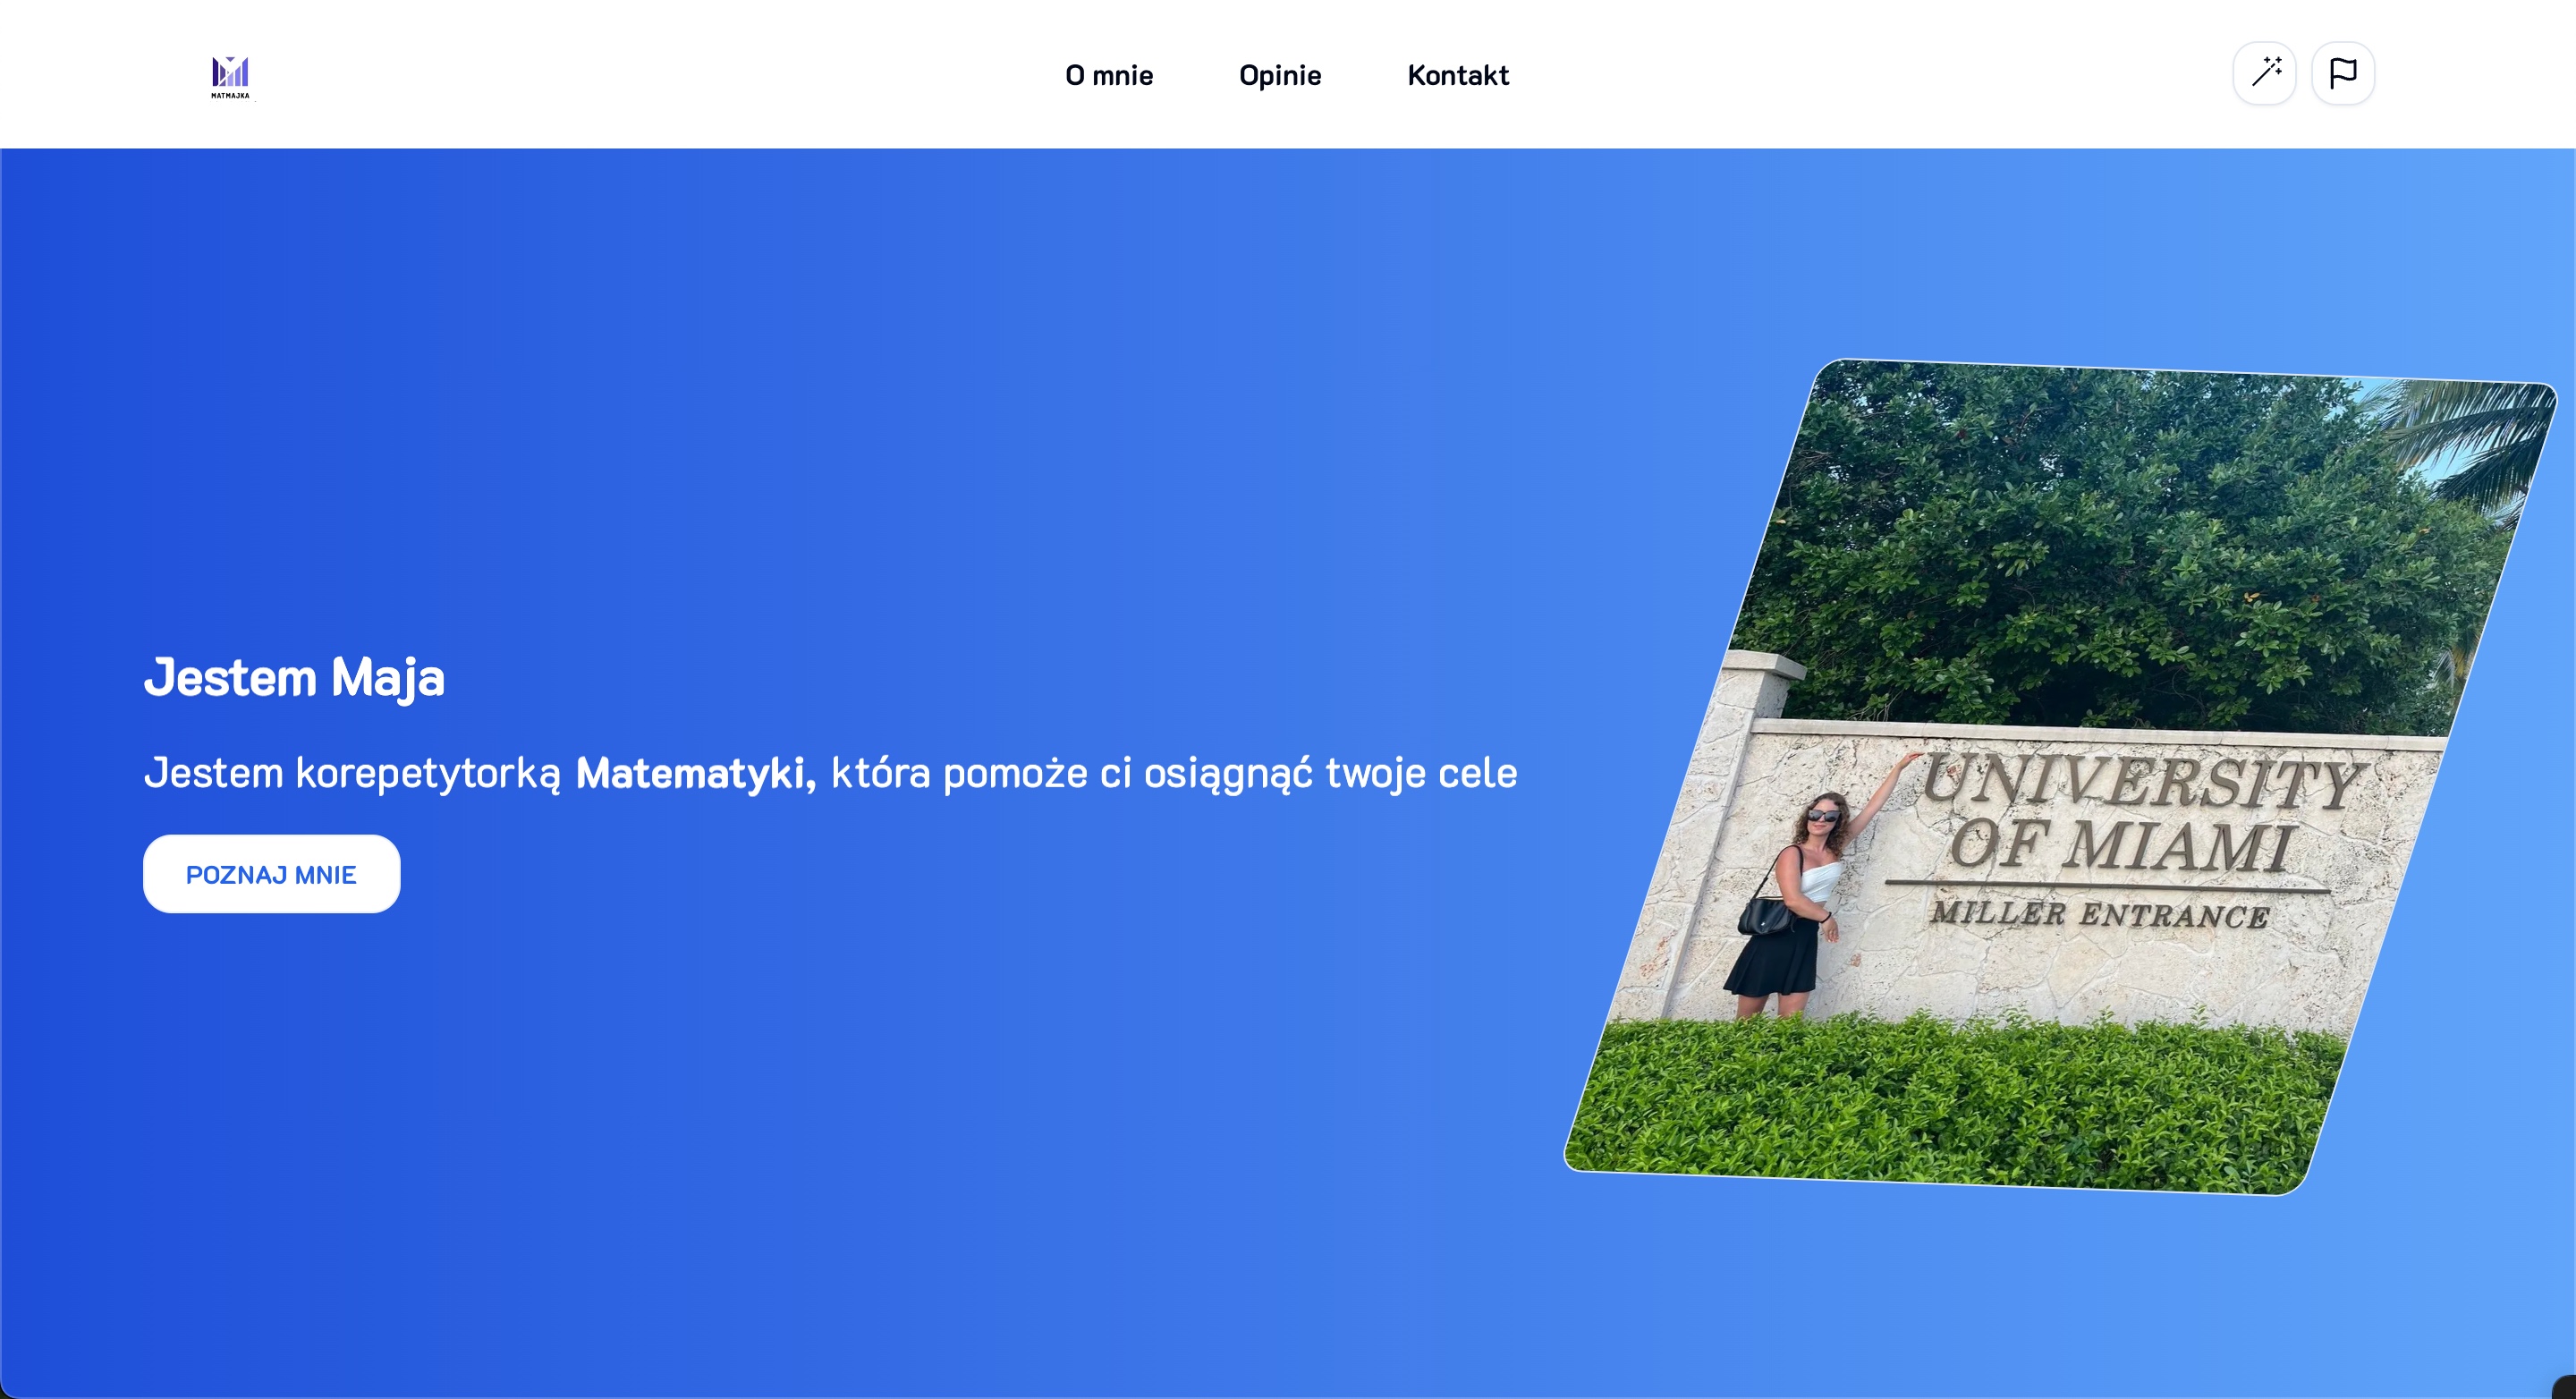 MATMAJKA
O mnie
Opinie
Kontakt
Jestem Maja
Jestem korepetytorką Matematyki, która pomoże ci osiągnąć twoje cele
POZNAJ MNIE
UNIVERSITY
OF MIAMI
MILLER ENTRANCE